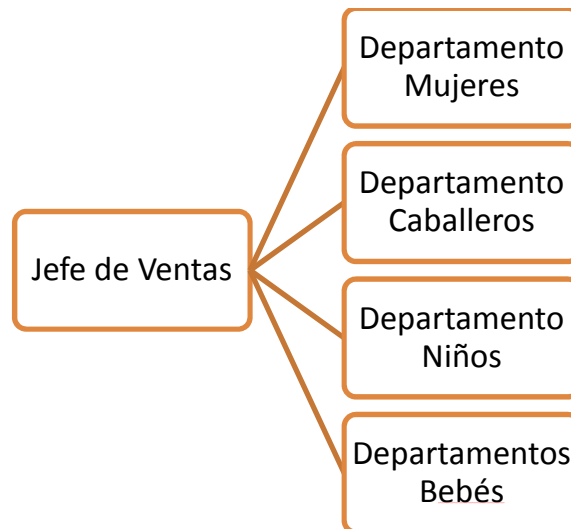 Departamento
Mujeres
Departamento
Caballeros
Jefe de Ventas
Departamento
Niños
Departamentos
Bebés